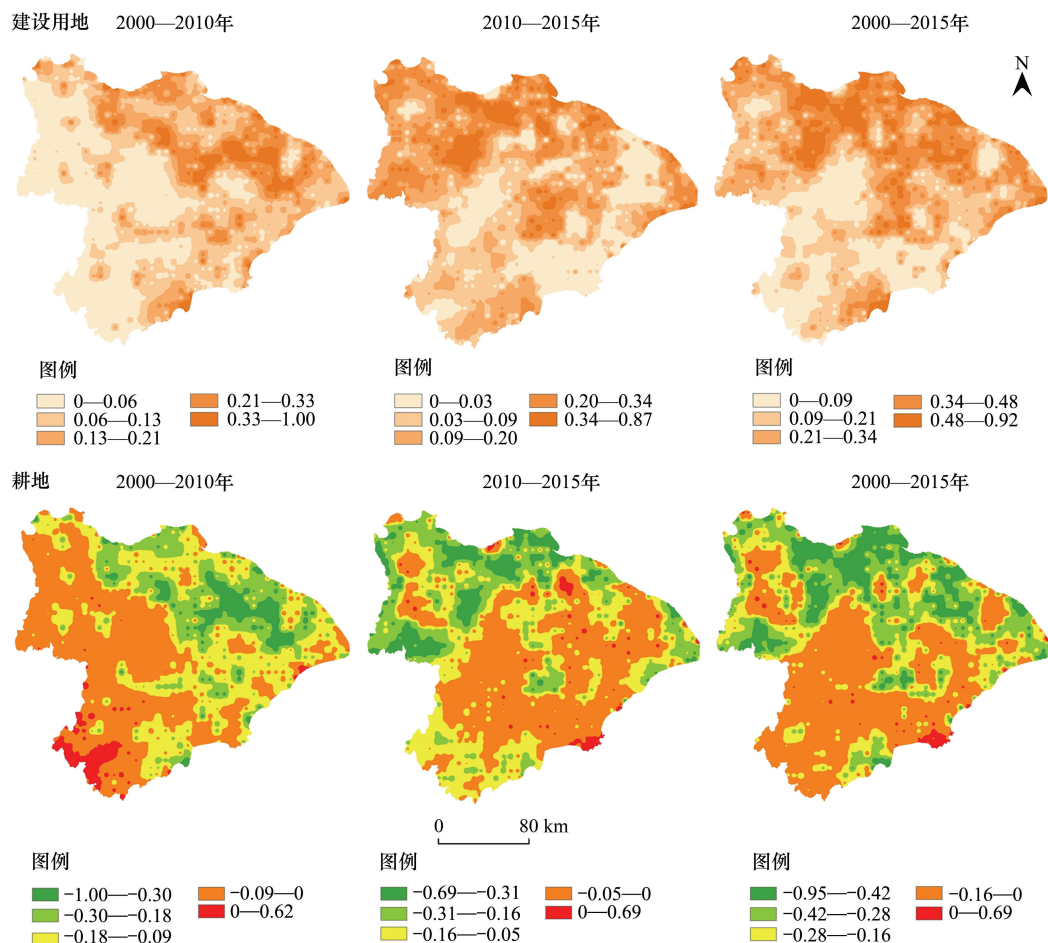 建设用地 2000—2010年 2010—2015年 2000—2015年
N
图例 图例 图例
0—0.06 0.21—0.33 0—0.03 0.20—0.34 0—0.09 0.34—0.48
0.06—0.13 0.33—1.00 0.03—0.09 0.34—0.87 0.09—0.21 0.48—0.92
0.13—0.21 0.09—0.20 0.21—0.34
耕地 2000—2010年 2010—2015年 2000—2015年
0 80 km
图例 图例 图例
-1.00—-0.30 -0.09—0 -0.69—-0.31 -0.05—0 -0.95—-0.42 -0.16—0
-0.30—-0.18 0—0.62 -0.31—-0.16 0—0.69 -0.42—-0.28 0—0.69
-0.18—-0.09 -0.16—-0.05 -0.28—-0.16